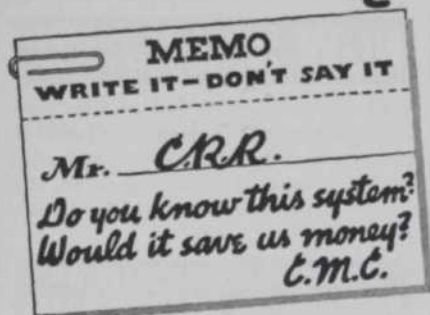 MEMO
WRITE IT-DON'T SAY IT
Mr. C.R.R.
Do you know this system?
Would it save us money?
C.M.C.